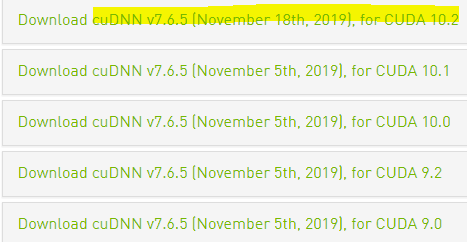 Download cuDNN v7.6.5 (November 18th, 2019), for CUDA 10.2
Download cuDNN v7.6.5 (November 5th, 2019), for CUDA 10.1
Download cuDNN v7.6.5 (November 5th, 2019), for CUDA 10.0
Download cuDNN v7.6.5 (November 5th, 2019), for CUDA 9.2
Download cuDNN v7.6.5 (November 5th, 2019), for CUDA 9.0